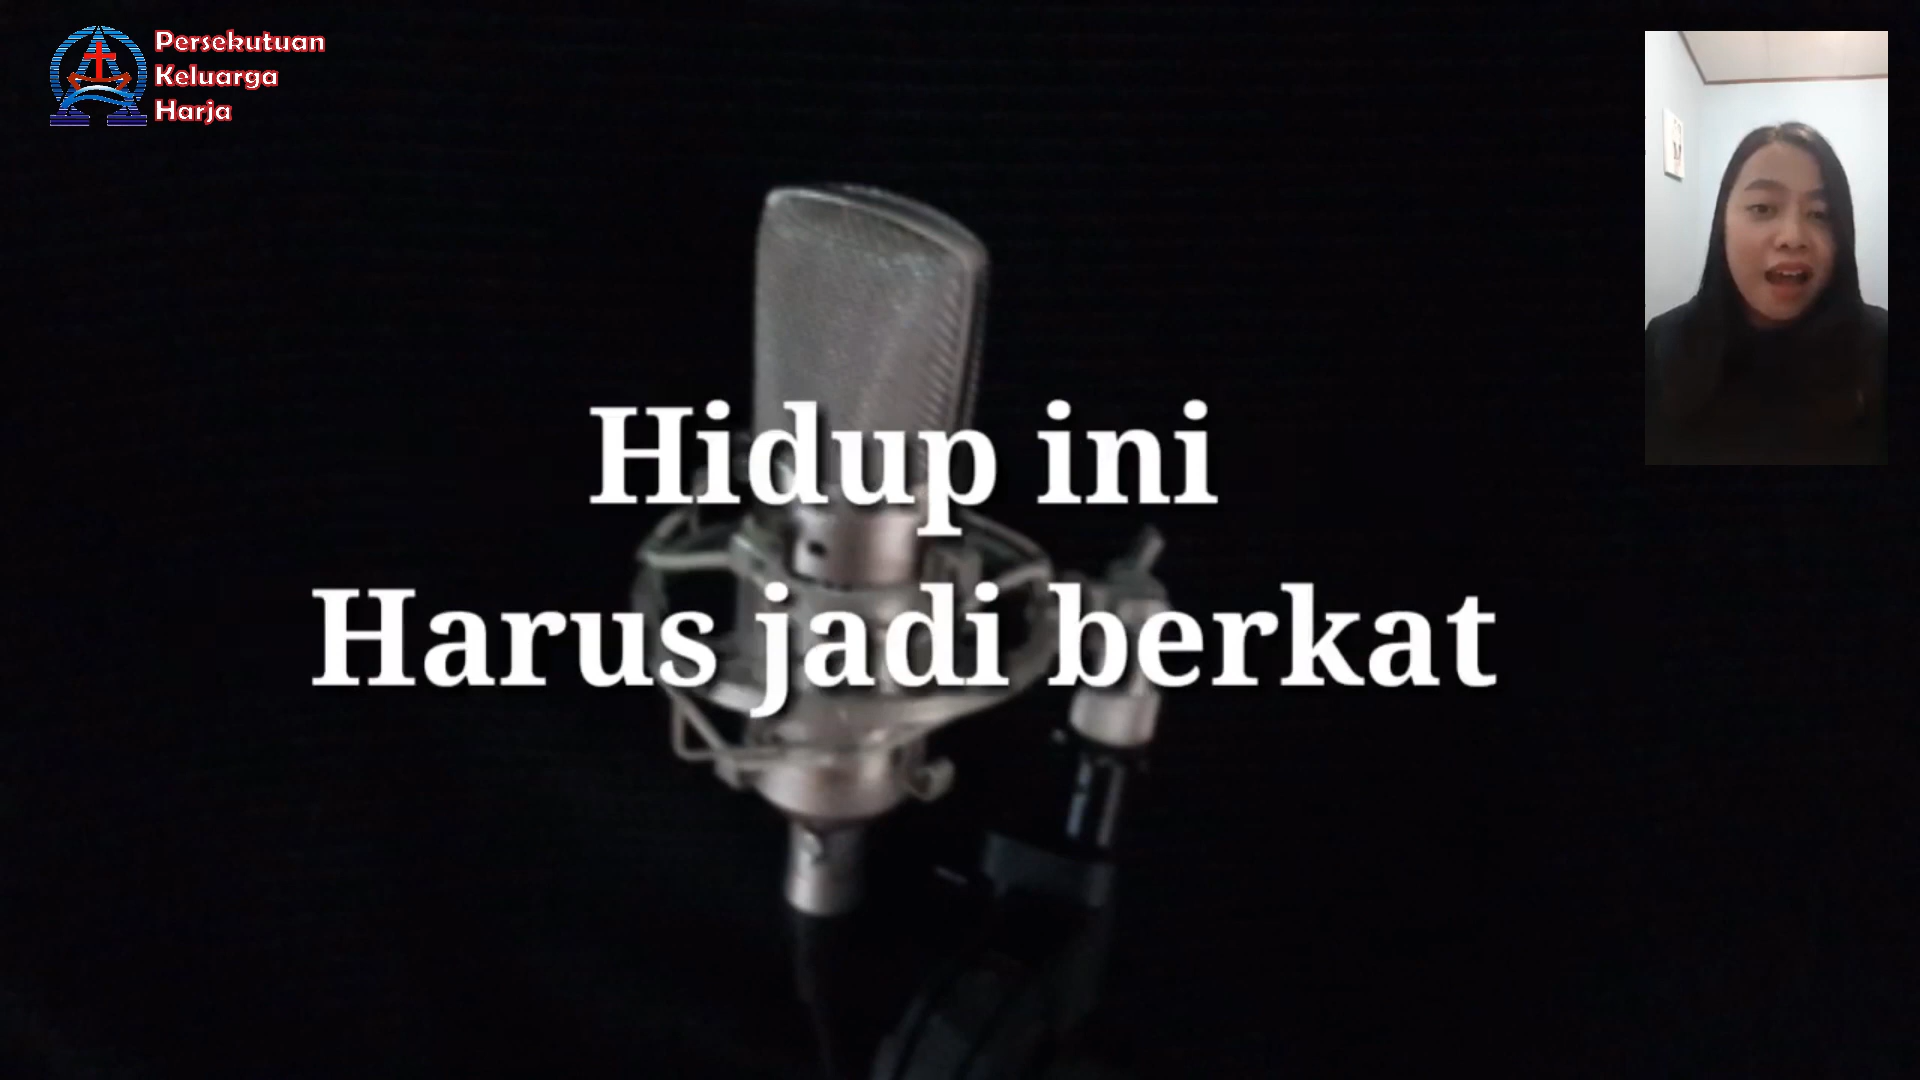 Persekutuan
Keluarga
Harja
Hidup ini
Harus jadi berkat